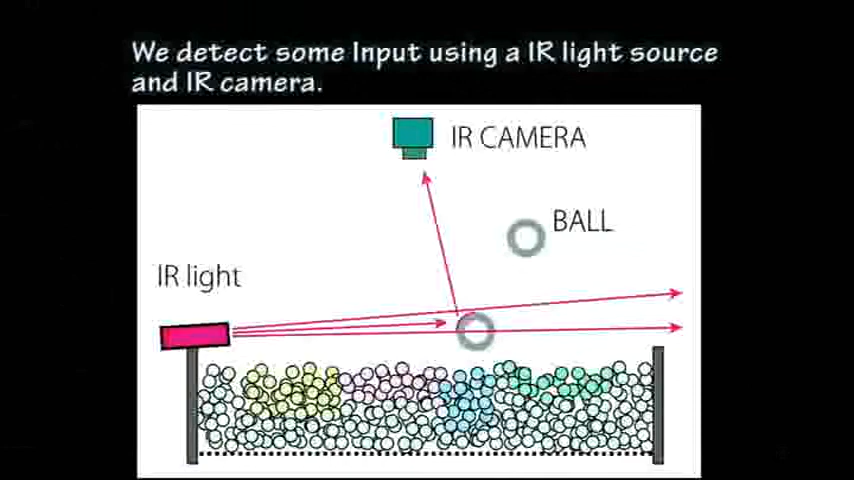 We detect some Input using a IR light source
and IR camera.
IR CAMERA
BALL
IR light